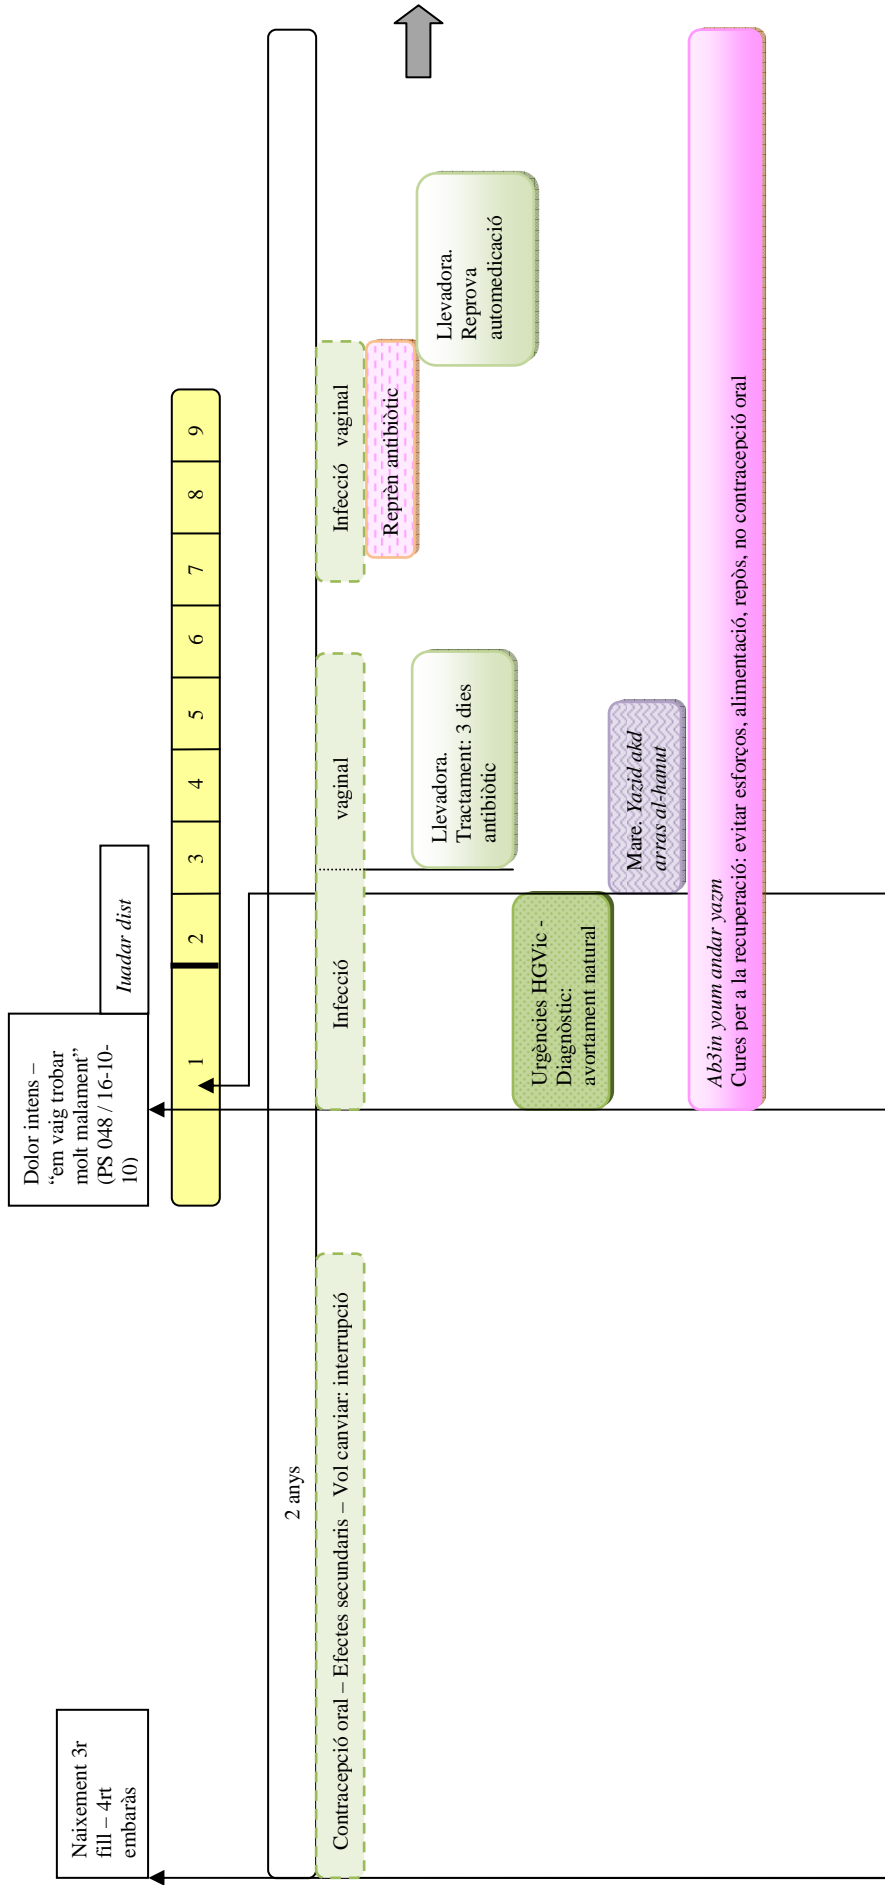 Naixement 3r
fill – 4rt
embaràs
Dolor intens –
“em vaig trobar
molt malament”
(PS 048 / 16-10-
10)
Iuadar dist
1 2 3 4 5 6 7 8 9
2 anys
Contracepció oral – Efectes secundaris – Vol canviar: interrupció
Infecció vaginal
Infecció vaginal
Reprèn antibiòtic
Llevadora.
Tractament: 3 dies
antibiòtic
Llevadora.
Reprova
automedicació
Urgències HGVic -
Diagnòstic:
avortament natural
Mare. Yazid akd
arras al-hanut
Ab3in youm andar yazm
Cures per a la recuperació: evitar esforços, alimentació, repòs, no contracepció oral